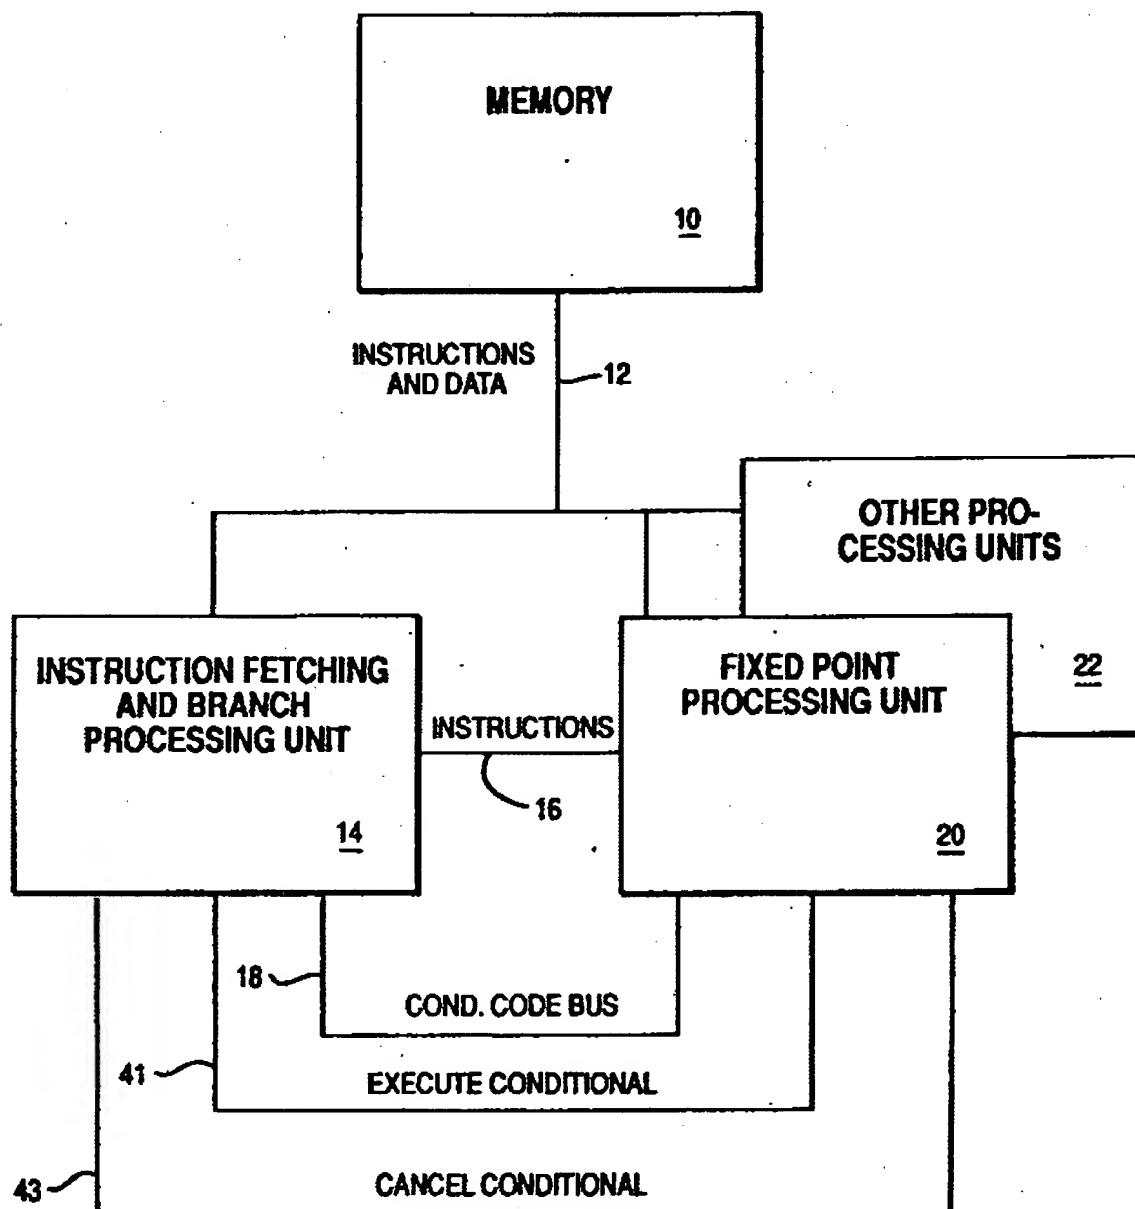 MEMORY
10
INSTRUCTIONS
AND DATA
12
OTHER PRO-
CESSING UNITS
22
INSTRUCTION FETCHING
AND BRANCH
PROCESSING UNIT
14
INSTRUCTIONS
16
FIXED POINT
PROCESSING UNIT
20
18
COND. CODE BUS
41
EXECUTE CONDITIONAL
43
CANCEL CONDITIONAL